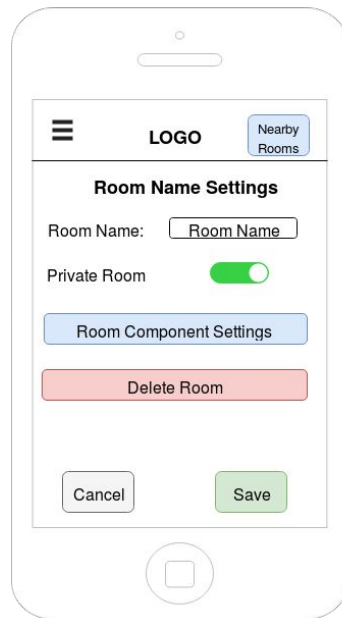 LOGO
Nearby
Rooms
Room Name Settings
Room Name: Room Name
Private Room
Room Component Settings
Delete Room
Cancel Save